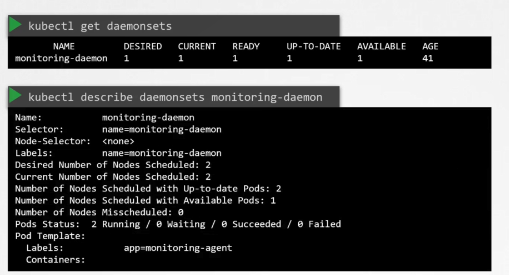 kubectl get daemonsets
NAME DESIRED CURRENT READY UP-TO-DATE AVAILABLE AGE
monitoring-daemon 1 1 1 1 1 41
kubectl describe daemonsets monitoring-daemon
Name: monitoring-daemon
Selector: name=monitoring-daemon
Node-Selector: <none>
Labels: name=monitoring-daemon
Desired Number of Nodes Scheduled: 2
Current Number of Nodes Scheduled: 2
Number of Nodes Scheduled with Up-to-date Pods: 2
Number of Nodes Scheduled with Available Pods: 1
Number of Nodes Misscheduled: 0
Pods Status: 2 Running / 0 Waiting / 0 Succeeded / 0 Failed
Pod Template:
Labels: app=monitoring-agent
Containers: